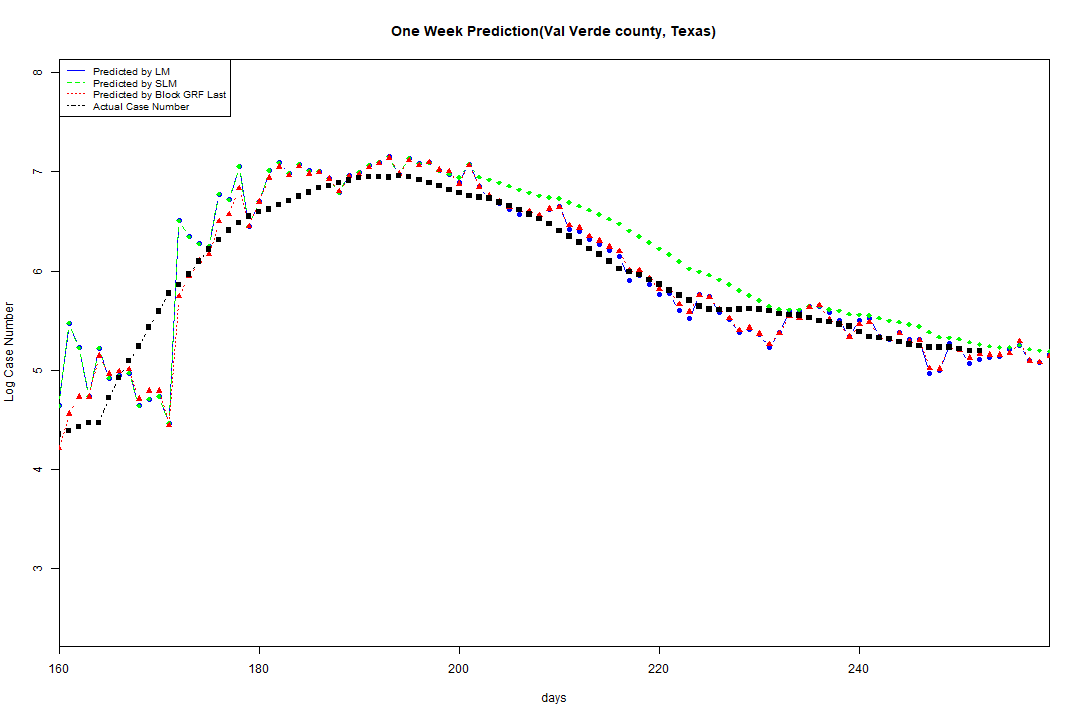 One Week Prediction(Val Verde county, Texas)
Predicted by LM
Predicted by SLM
Predicted by Block GRF Last
Actual Case Number
8
7
6
5
4
3
Log Case Number
160 180 200 220 240
days